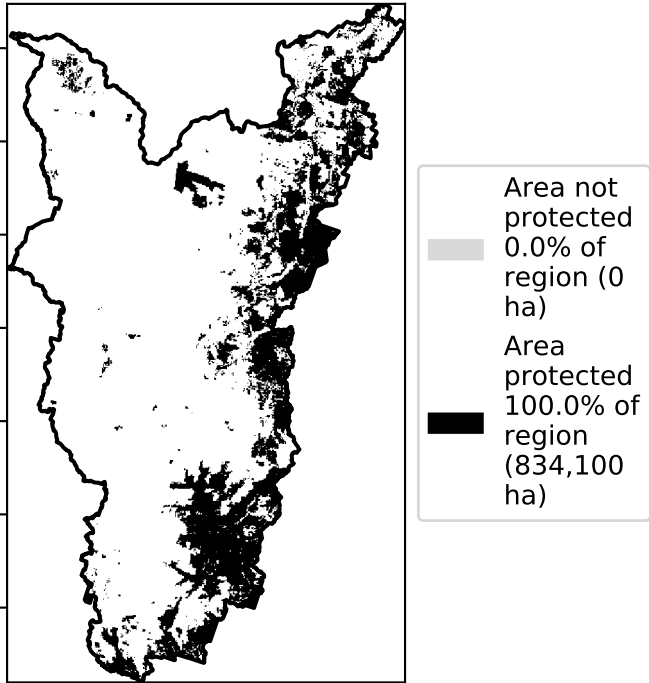 Area not
protected
0.0% of
region (0
ha)
Area
protected
100.0% of
region
(834,100
ha)